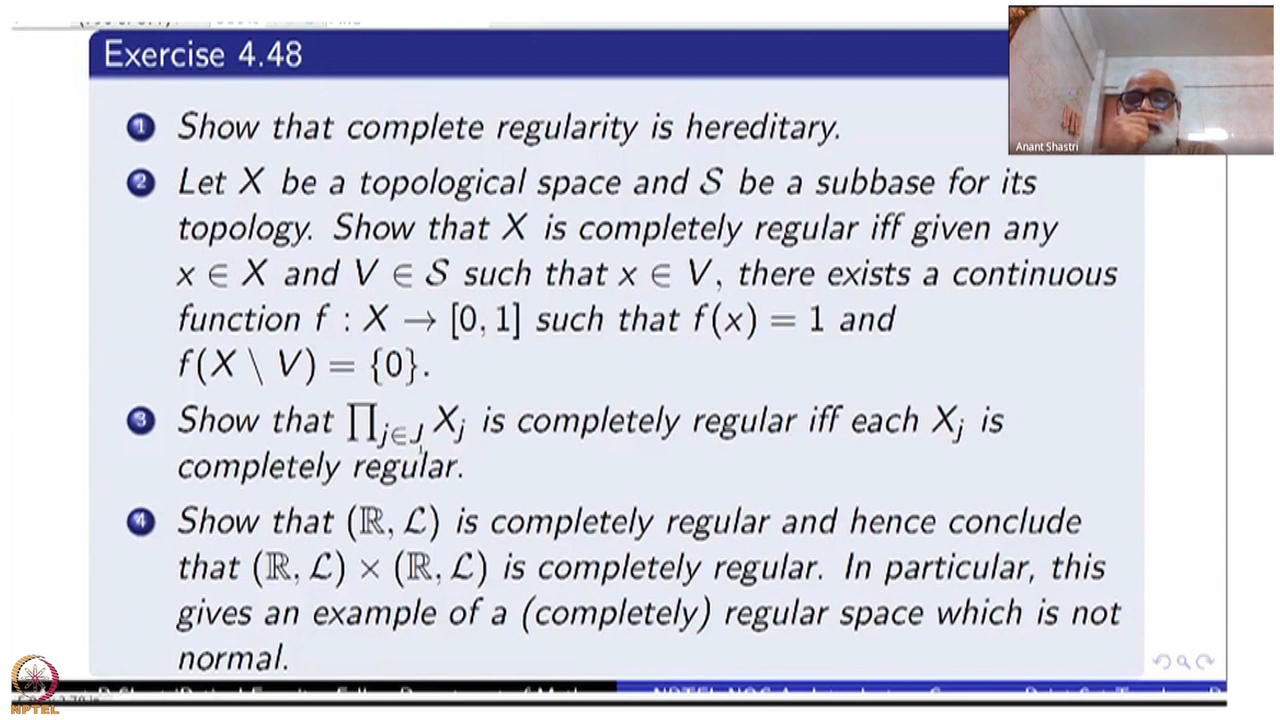 Exercise 4.48
Anant Shastri
1 Show that complete regularity is hereditary.
2 Let X be a topological space and 𝒮 be a subbase for its
topology. Show that X is completely regular iff given any
x ∈ X and V ∈ 𝒮 such that x ∈ V, there exists a continuous
function f : X → [0, 1] such that f(x) = 1 and
f(X \ V) = {0}.
3 Show that ∏_{j∈J} X_j is completely regular iff each X_j is
completely regular.
4 Show that (ℝ, ℒ) is completely regular and hence conclude
that (ℝ, ℒ) × (ℝ, ℒ) is completely regular. In particular, this
gives an example of a (completely) regular space which is not
normal.
NPTEL